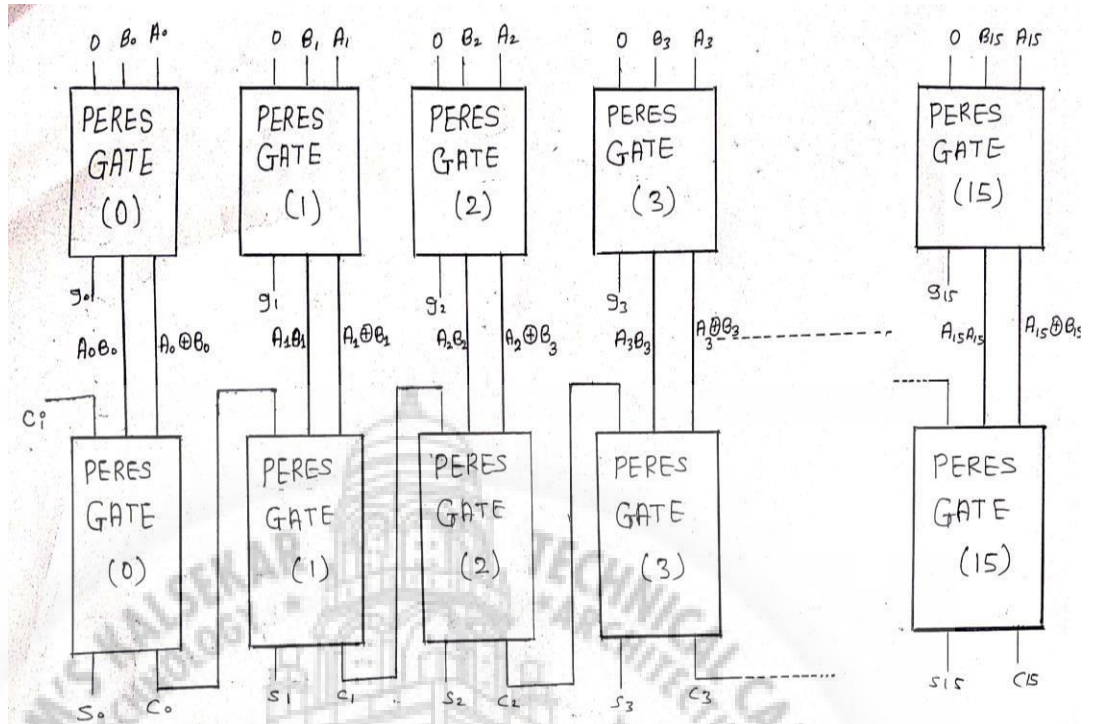 0 B₀ A₀ 0 B₁ A₁ 0 B₂ A₂ 0 B₃ A₃ 0 B15 A15
PERES PERES PERES PERES PERES
GATE GATE GATE GATE GATE
(0) (1) (2) (3) (15)
g₀ g₁ g₂ g₃ g15
A₀B₀ A₀⊕B₀ A₁B₁ A₁⊕B₁ A₂B₂ A₂⊕B₃ A₃B₃ A₃⊕B₃ A₁₅A₁₅ A₁₅⊕B₁₅
Ci
PERES PERES PERES PERES PERES
GATE GATE GATE GATE GATE
(0) (1) (2) (3) (15)
S₀ C₀ S₁ C₁ S₂ C₂ S₃ C₃ S15 C15
KALSEKAR TECHNICAL